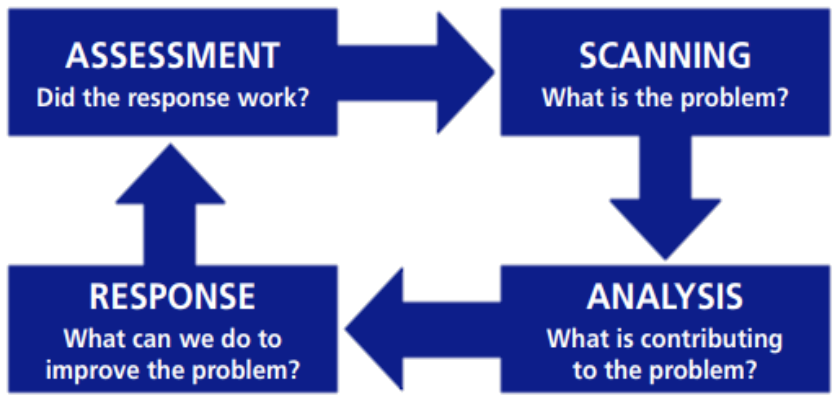 ASSESSMENT
Did the response work?
SCANNING
What is the problem?
RESPONSE
What can we do to
improve the problem?
ANALYSIS
What is contributing
to the problem?